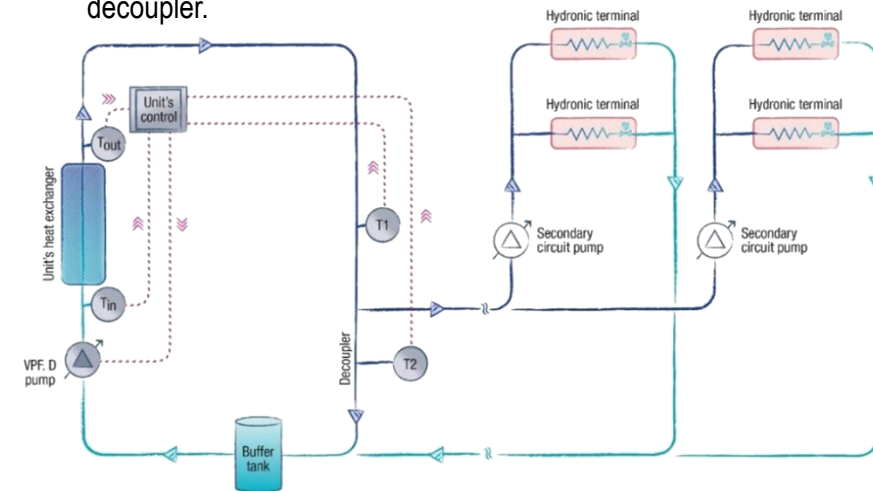 decoupler.
Hydronic terminal
Hydronic terminal
Unit's
control
Tout
Hydronic terminal
Hydronic terminal
Unit's heat exchanger
T1
Secondary
circuit pump
Secondary
circuit pump
Tin
VPF. D
pump
Decoupler
T2
Buffer
tank